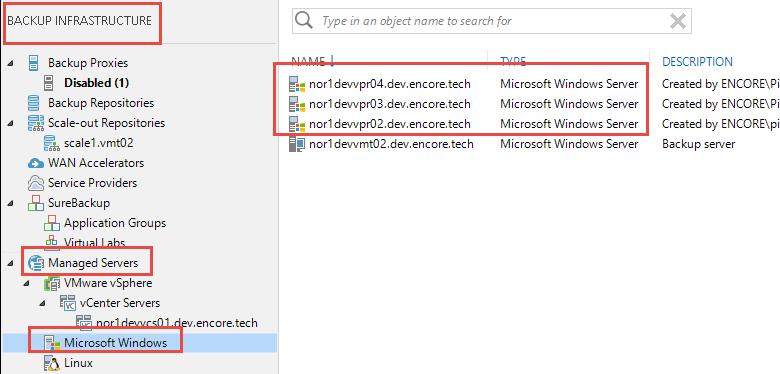 BACKUP INFRASTRUCTURE
Backup Proxies
Disabled (1)
Backup Repositories
Scale-out Repositories
scale1.vmt02
WAN Accelerators
Service Providers
SureBackup
Application Groups
Virtual Labs
Managed Servers
VMware vSphere
vCenter Servers
nor1devvcs01.dev.encore.tech
Microsoft Windows
Linux
Type in an object name to search for
NAME TYPE DESCRIPTION
nor1devvpr04.dev.encore.tech Microsoft Windows Server Created by ENCORE\Pi
nor1devvpr03.dev.encore.tech Microsoft Windows Server Created by ENCORE\Pi
nor1devvpr02.dev.encore.tech Microsoft Windows Server Created by ENCORE\pi
nor1devvmt02.dev.encore.tech Microsoft Windows Server Backup server